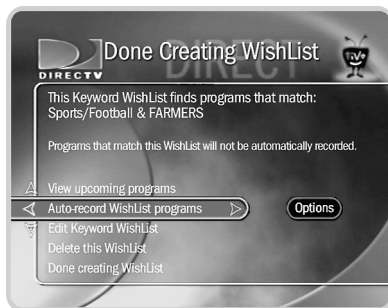 Done Creating WishList
DIRECT
DIRECTV
TiVo
This Keyword WishList finds programs that match:
Sports/Football & FARMERS
Programs that match this WishList will not be automatically recorded.
View upcoming programs
Auto-record WishList programs
Options
Edit Keyword WishList
Delete this WishList
Done creating WishList